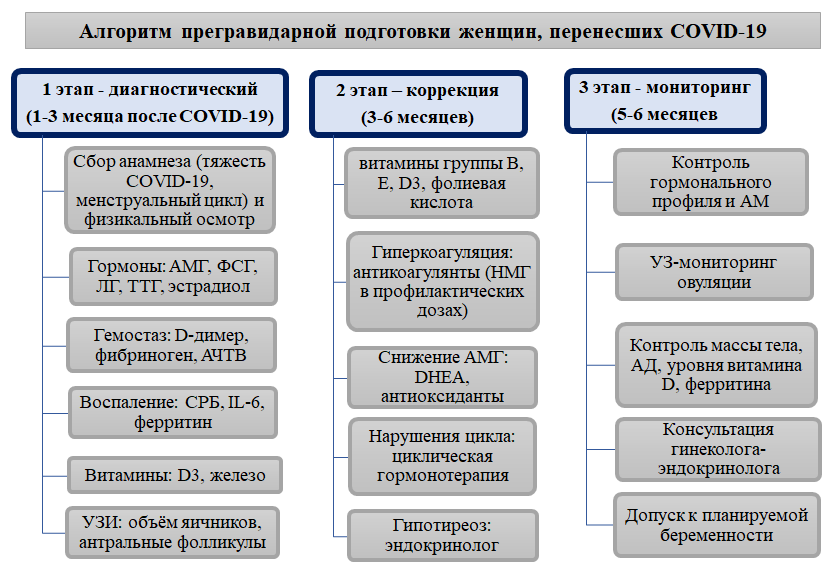 Алгоритм прегравидарной подготовки женщин, перенесших COVID-19
1 этап - диагностический
(1-3 месяца после COVID-19)
Сбор анамнеза (тяжесть
COVID-19,
менструальный цикл) и
физикальный осмотр
Гормоны: АМГ, ФСГ,
ЛГ, ТТГ, эстрадиол
Гемостаз: D-димер,
фибриноген, АЧТВ
Воспаление: СРБ, IL-6,
ферритин
Витамины: D3, железо
УЗИ: объём яичников,
антральные фолликулы
2 этап – коррекция
(3-6 месяцев)
витамины группы В,
Е, D3, фолиевая
кислота
Гиперкоагуляция:
антикоагулянты (НМГ
в профилактических
дозах)
Снижение АМГ:
DHEA,
антиоксиданты
Нарушения цикла:
циклическая
гормонотерапия
Гипотиреоз:
эндокринолог
3 этап - мониторинг
(5-6 месяцев
Контроль
гормонального
профиля и АМ
УЗ-мониторинг
овуляции
Контроль массы тела,
АД, уровня витамина
D, ферритина
Консультация
гинеколога-
эндокринолога
Допуск к планируемой
беременности